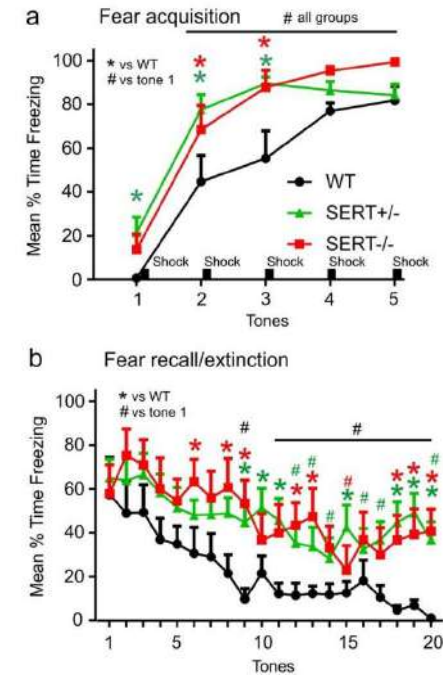 a
Fear acquisition
# all groups
* vs WT
# vs tone 1
Mean % Time Freezing
100
80
60
40
20
0
* *
* *
*
WT
SERT+/-
SERT-/-
Shock Shock Shock Shock Shock
1 2 3 4 5
Tones
b
Fear recall/extinction
* vs WT
# vs tone 1
Mean % Time Freezing
100
80
60
40
20
0
#
#
1 5 10 15 20
Tones